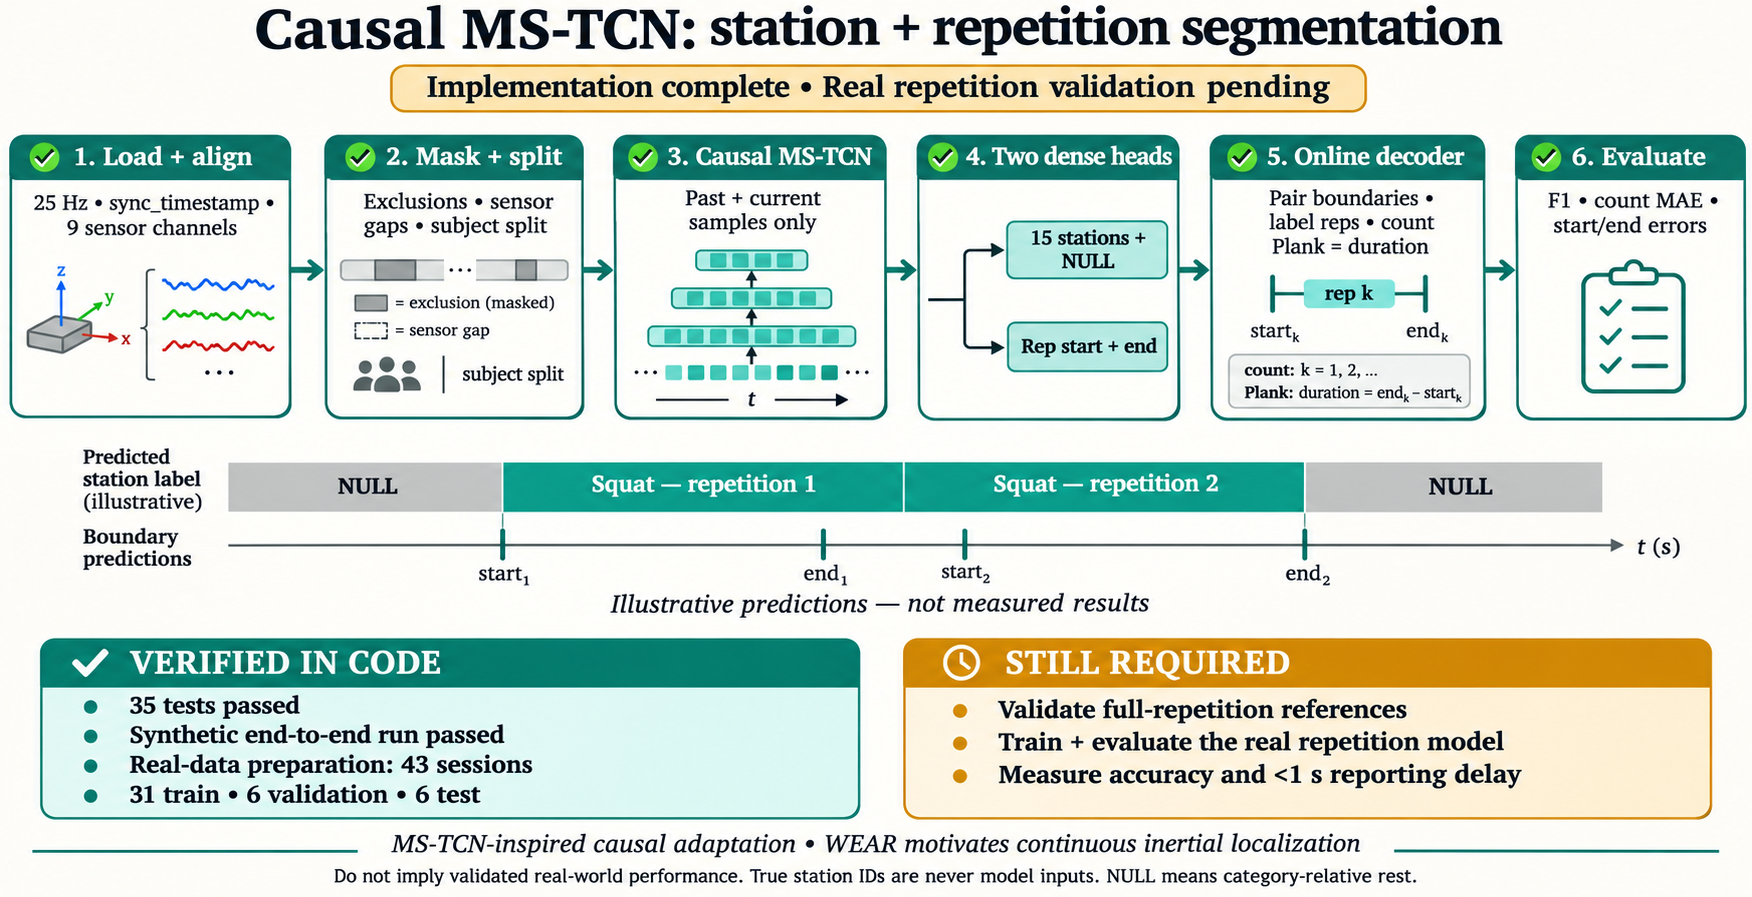 Causal MS-TCN: station + repetition segmentation
Implementation complete • Real repetition validation pending
1. Load + align
25 Hz • sync_timestamp •
9 sensor channels
z
y
x
...
2. Mask + split
Exclusions • sensor
gaps • subject split
...
= exclusion (masked)
= sensor gap
subject split
3. Causal MS-TCN
Past + current
samples only
... ...
t
4. Two dense heads
15 stations +
NULL
Rep start + end
5. Online decoder
Pair boundaries •
label reps • count
Plank = duration
rep k
startₖ endₖ
count: k = 1, 2, ...
Plank: duration = endₖ – startₖ
6. Evaluate
F1 • count MAE •
start/end errors
Predicted
station label
(illustrative)
NULL
Squat — repetition 1
Squat — repetition 2
NULL
Boundary
predictions
t (s)
start₁ end₁ start₂ end₂
Illustrative predictions — not measured results
VERIFIED IN CODE
• 35 tests passed
• Synthetic end-to-end run passed
• Real-data preparation: 43 sessions
• 31 train • 6 validation • 6 test
STILL REQUIRED
• Validate full-repetition references
• Train + evaluate the real repetition model
• Measure accuracy and <1 s reporting delay
MS-TCN-inspired causal adaptation • WEAR motivates continuous inertial localization
Do not imply validated real-world performance. True station IDs are never model inputs. NULL means category-relative rest.